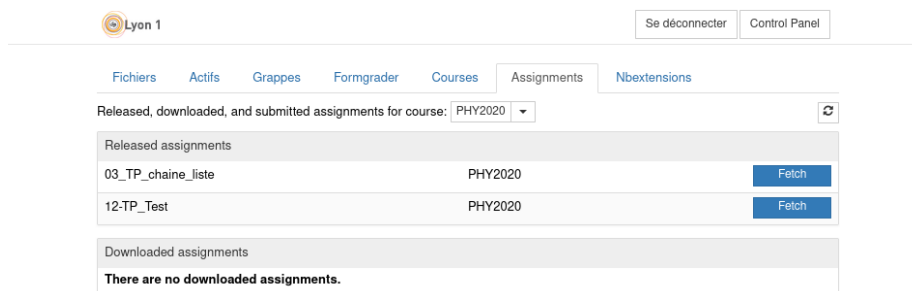 Lyon 1 Se déconnecter Control Panel
Fichiers Actifs Grappes Formgrader Courses Assignments Nbextensions
Released, downloaded, and submitted assignments for course: PHY2020
Released assignments
03_TP_chaine_liste PHY2020 Fetch
12-TP_Test PHY2020 Fetch
Downloaded assignments
There are no downloaded assignments.